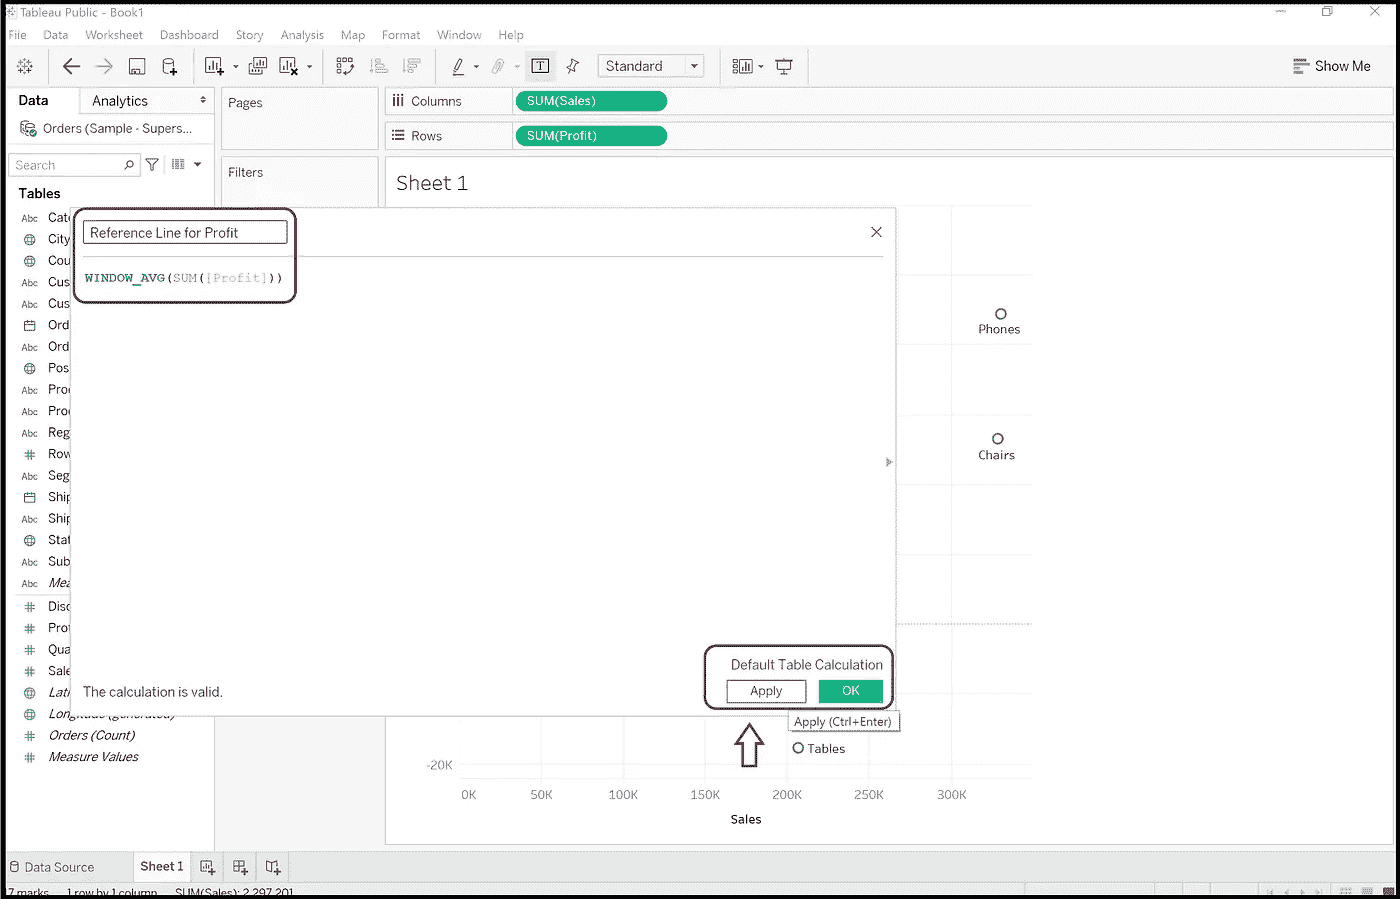 Tableau Public - Book1
File Data Worksheet Dashboard Story Analysis Map Format Window Help
Standard
Show Me
Data Analytics
Pages
Columns SUM(Sales)
Orders (Sample - Supers...
Rows SUM(Profit)
Search
Filters
Sheet 1
Tables
Abc Cate
City
Cou
Abc Cus
Abc Cus
Ord
Abc Ord
Pos
Abc Prod
Abc Prod
Abc Reg
Row
Abc Seg
Ship
Abc Ship
Stat
Abc Sub
Abc Mea
Disc
Prof
Qua
Sale
Lati
Longitude (generated)
Orders (Count)
Measure Values
Reference Line for Profit
WINDOW_AVG(SUM([Profit]))
Phones
Chairs
Default Table Calculation
The calculation is valid.
Apply OK
Apply (Ctrl+Enter)
Tables
-20K
0K 50K 100K 150K 200K 250K 300K
Sales
Data Source Sheet 1
17 marks 1 row by 1 column SUM(Sales): 2,297,201